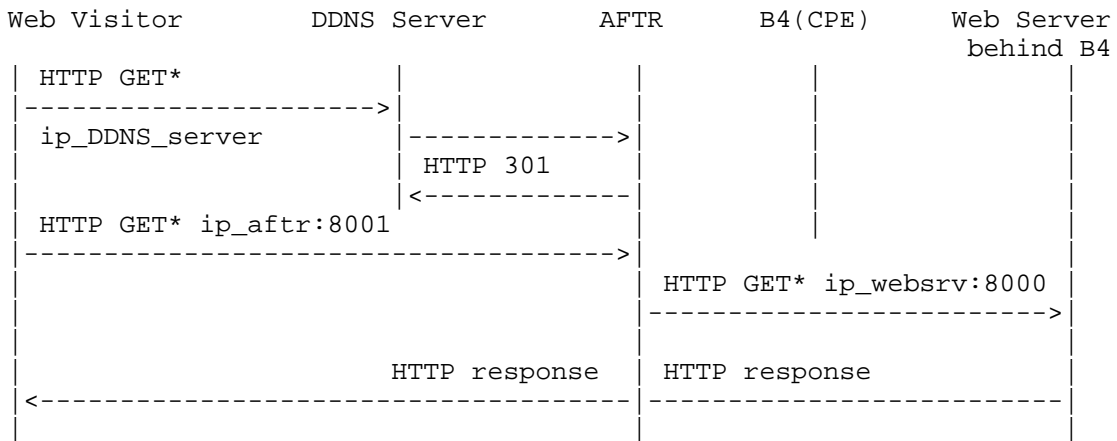 Web Visitor DDNS Server AFTR B4(CPE) Web Server
behind B4
HTTP GET*
ip_DDNS_server
HTTP 301
HTTP GET* ip_aftr:8001
HTTP GET* ip_websrv:8000
HTTP response HTTP response